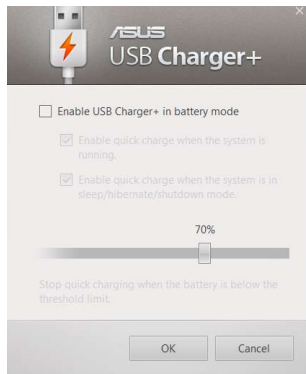 ASUS
USB Charger+
Enable USB Charger+ in battery mode
Enable quick charge when the system is
running.
Enable quick charge when the system is in
sleep/hibernate/shutdown mode.
70%
Stop quick charging when the battery is below the
threshold limit.
OK
Cancel